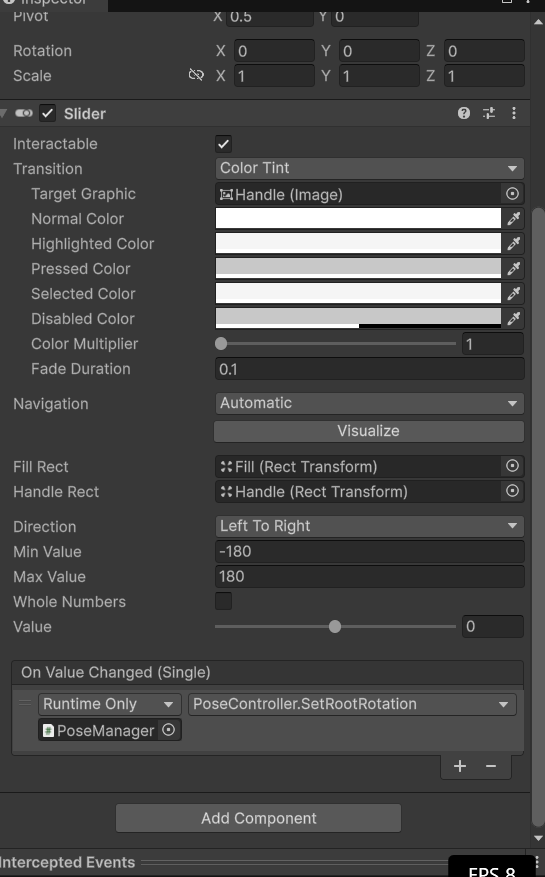 Inspector
Pivot X 0.5 Y 0
Rotation X 0 Y 0 Z 0
Scale X 1 Y 1 Z 1
Slider
Interactable
Transition Color Tint
Target Graphic Handle (Image)
Normal Color
Highlighted Color
Pressed Color
Selected Color
Disabled Color
Color Multiplier 1
Fade Duration 0.1
Navigation Automatic
Visualize
Fill Rect Fill (Rect Transform)
Handle Rect Handle (Rect Transform)
Direction Left To Right
Min Value -180
Max Value 180
Whole Numbers
Value 0
On Value Changed (Single)
Runtime Only PoseController.SetRootRotation
PoseManager
+ −
Add Component
Intercepted Events
FPS 8